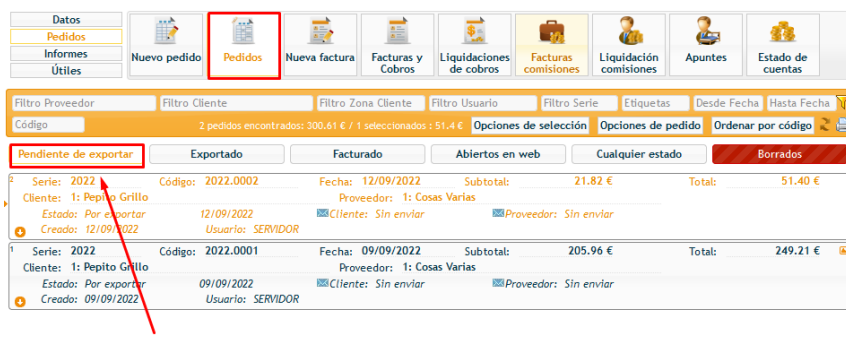 Datos
Pedidos
Informes
Útiles
Nuevo pedido
Pedidos
Nueva factura
Facturas y Cobros
Liquidaciones de cobros
Facturas comisiones
Liquidación comisiones
Apuntes
Estado de cuentas
Filtro Proveedor Filtro Cliente Filtro Zona Cliente Filtro Usuario Filtro Serie Etiquetas Desde Fecha Hasta Fecha
Código 2 pedidos encontrados: 300.61 € / 1 seleccionados : 51.4 € Opciones de selección Opciones de pedido Ordenar por código
Pendiente de exportar Exportado Facturado Abiertos en web Cualquier estado Borrados
2 Serie: 2022 Código: 2022.0002 Fecha: 12/09/2022 Subtotal: 21.82 € Total: 51.40 €
Cliente: 1: Pepito Grillo Proveedor: 1: Cosas Varias
Estado: Por exportar 12/09/2022 Cliente: Sin enviar Proveedor: Sin enviar
Creado: 12/09/2022 Usuario: SERVIDOR
1 Serie: 2022 Código: 2022.0001 Fecha: 09/09/2022 Subtotal: 205.96 € Total: 249.21 €
Cliente: 1: Pepito Grillo Proveedor: 1: Cosas Varias
Estado: Por exportar 09/09/2022 Cliente: Sin enviar Proveedor: Sin enviar
Creado: 09/09/2022 Usuario: SERVIDOR